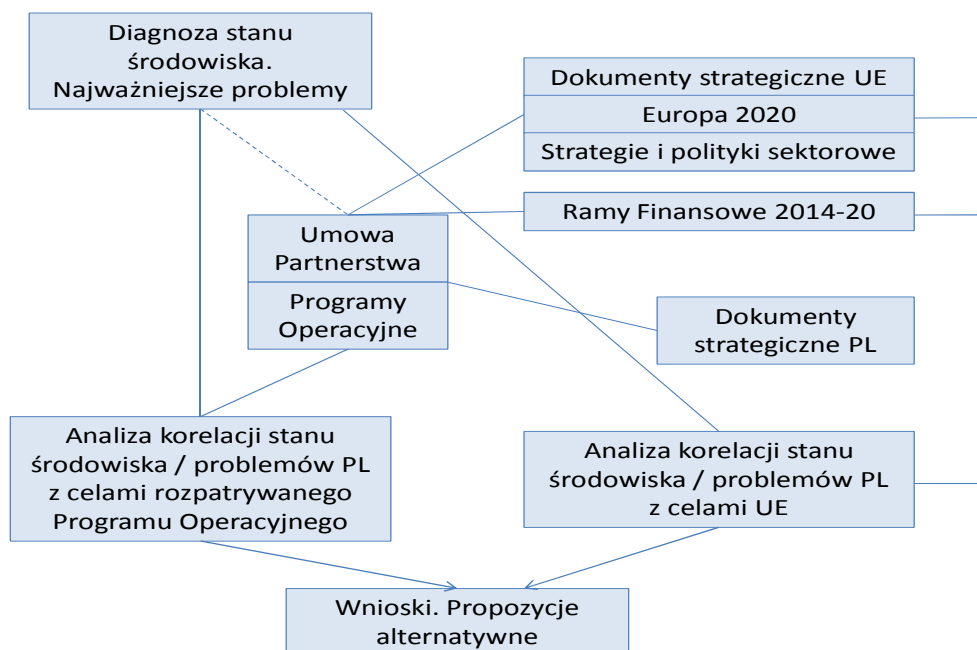 Diagnoza stanu
środowiska.
Najważniejsze problemy
Dokumenty strategiczne UE
Europa 2020
Strategie i polityki sektorowe
Ramy Finansowe 2014-20
Umowa
Partnerstwa
Programy
Operacyjne
Dokumenty
strategiczne PL
Analiza korelacji stanu
środowiska / problemów PL
z celami rozpatrywanego
Programu Operacyjnego
Analiza korelacji stanu
środowiska / problemów PL
z celami UE
Wnioski. Propozycje
alternatywne